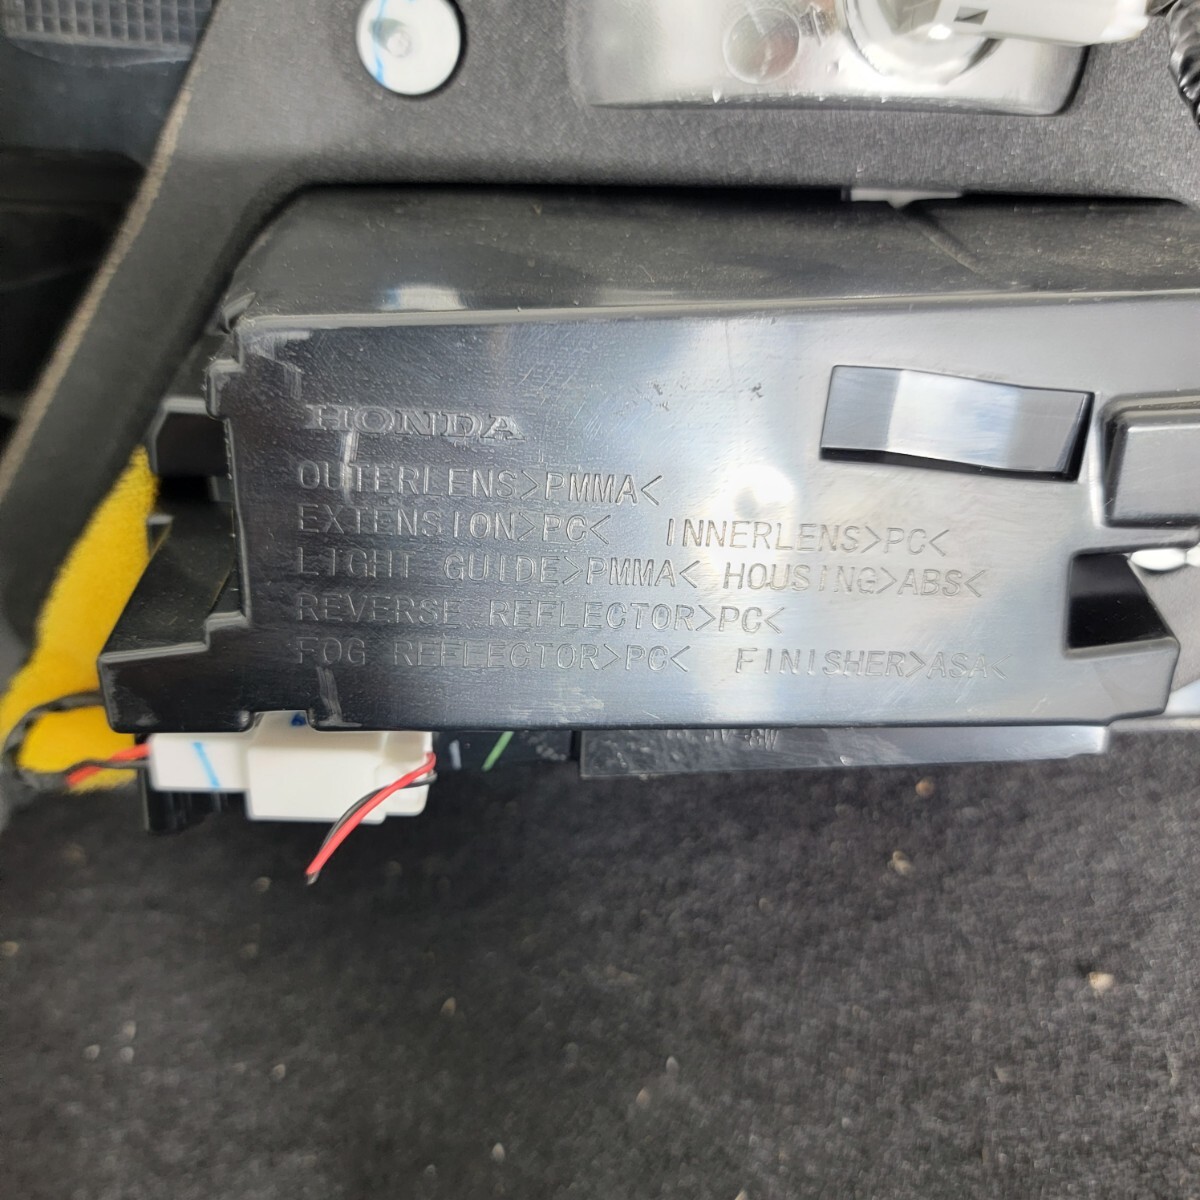 HONDA
OUTERLENS>PMMA<
EXTENSION>PC< INNERLENS>PC<
LIGHT GUIDE>PMMA< HOUSING>ABS<
REVERSE REFLECTOR>PC<
FOG REFLECTOR>PC< FINISHER>ASA<